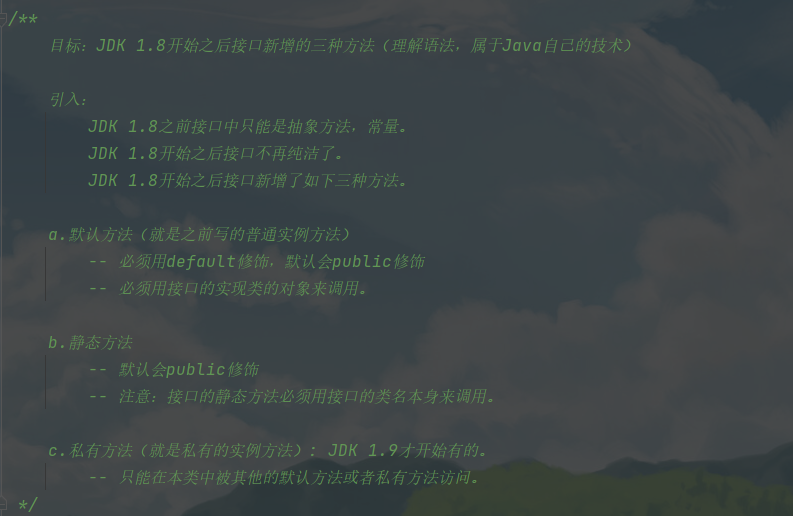 /**
目标：JDK 1.8开始之后接口新增的三种方法（理解语法，属于Java自己的技术）
引入：
JDK 1.8之前接口中只能是抽象方法，常量。
JDK 1.8开始之后接口不再纯洁了。
JDK 1.8开始之后接口新增了如下三种方法。
a.默认方法（就是之前写的普通实例方法）
-- 必须用default修饰，默认会public修饰
-- 必须用接口的实现类的对象来调用。
b.静态方法
-- 默认会public修饰
-- 注意：接口的静态方法必须用接口的类名本身来调用。
c.私有方法（就是私有的实例方法）: JDK 1.9才开始有的。
-- 只能在本类中被其他的默认方法或者私有方法访问。
*/